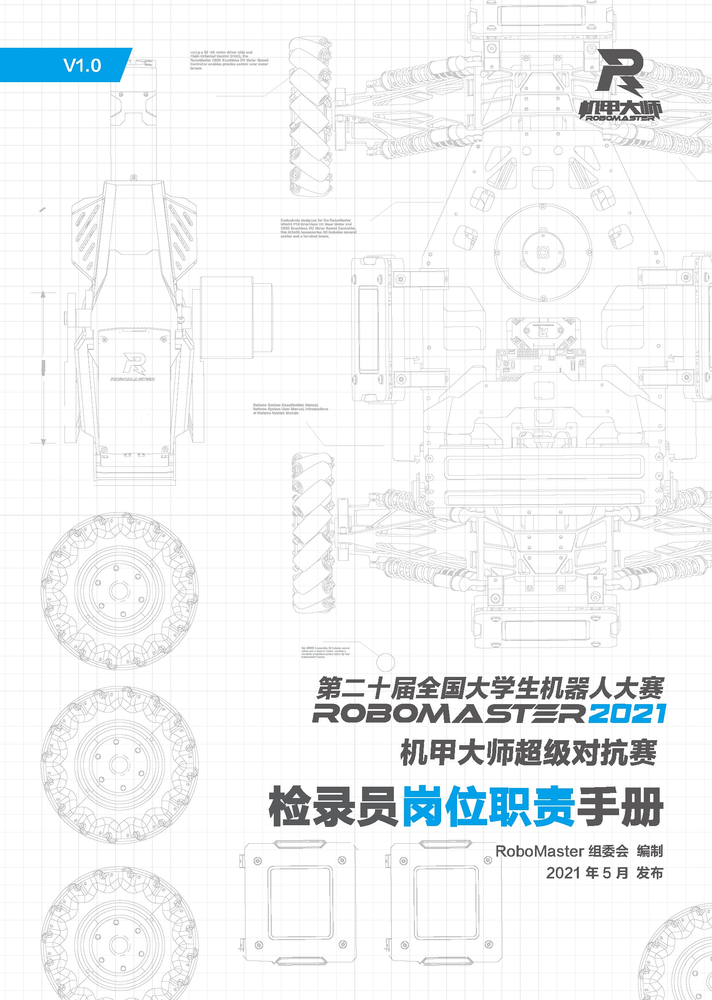 V1.0
Using a 32-bit motor driver chip and
Field-Oriented Control (FOC), the
RoboMaster C620 Brushless DC Motor Speed
Controller enables precise control over motor
torque.
机甲大师
ROBOMASTER
Exclusively designed for the RoboMaster
M3508 P19 Brushless DC Gear Motor and
C620 Brushless DC Motor Speed Controller,
this M3508 Accessories Kit includes several
cables and a terminal board.
ROBOMASTER
Referee System Specification Manual,
Referee System User Manual, Introductions
of Referee System Module
this M3508 Accessories Kit includes several
cables and a terminal board, creating a
complete propulsion system driven by four
independent motors.
第二十届全国大学生机器人大赛
ROBOMASTER 2021
机甲大师超级对抗赛
检录员岗位职责手册
RoboMaster 组委会 编制
2021 年 5 月 发布